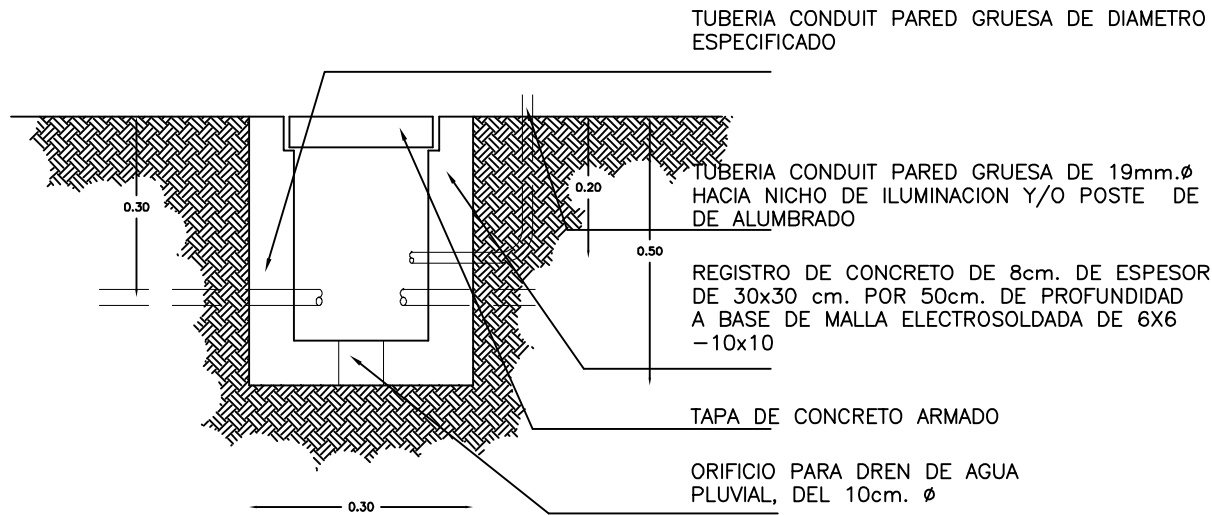 TUBERIA CONDUIT PARED GRUESA DE DIAMETRO
ESPECIFICADO
TUBERIA CONDUIT PARED GRUESA DE 19mm.ø
HACIA NICHO DE ILUMINACION Y/O POSTE DE
DE ALUMBRADO
REGISTRO DE CONCRETO DE 8cm. DE ESPESOR
DE 30x30 cm. POR 50cm. DE PROFUNDIDAD
A BASE DE MALLA ELECTROSOLDADA DE 6X6
-10x10
TAPA DE CONCRETO ARMADO
ORIFICIO PARA DREN DE AGUA
PLUVIAL, DEL 10cm. ø
0.30
0.20
0.50
0.30